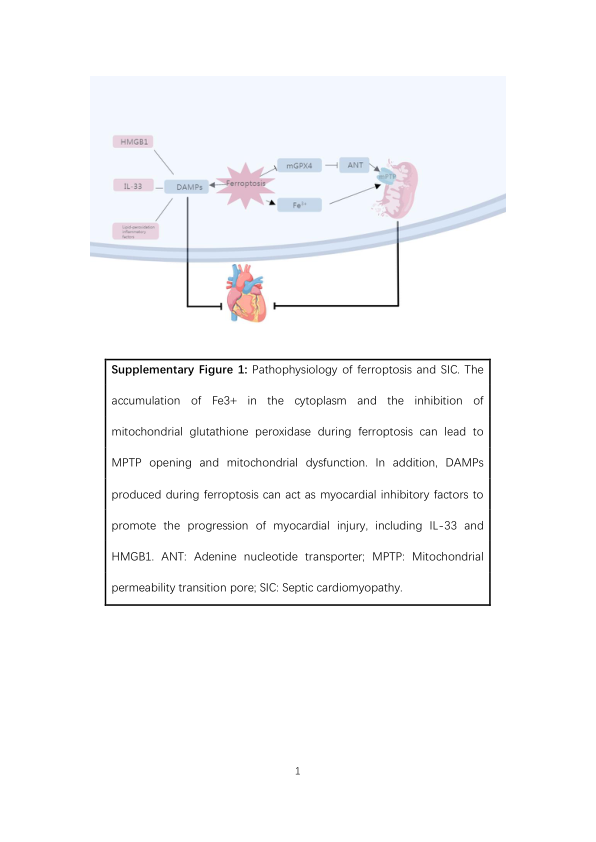 HMGB1
mGPX4
ANT
IL-33
DAMPs
Ferroptosis
mPTP
Fe²⁺
Lipid-peroxidation
inflammatory
factors
Supplementary Figure 1: Pathophysiology of ferroptosis and SIC. The
accumulation of Fe3+ in the cytoplasm and the inhibition of
mitochondrial glutathione peroxidase during ferroptosis can lead to
MPTP opening and mitochondrial dysfunction. In addition, DAMPs
produced during ferroptosis can act as myocardial inhibitory factors to
promote the progression of myocardial injury, including IL-33 and
HMGB1. ANT: Adenine nucleotide transporter; MPTP: Mitochondrial
permeability transition pore; SIC: Septic cardiomyopathy.
1